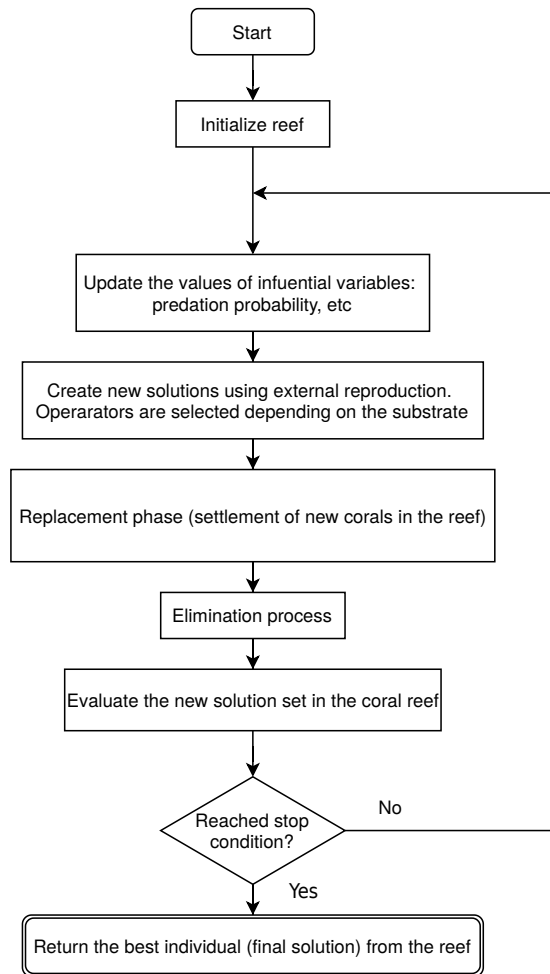 Start
Initialize reef
Update the values of infuential variables:
predation probability, etc
Create new solutions using external reproduction.
Operarators are selected depending on the substrate
Replacement phase (settlement of new corals in the reef)
Elimination process
Evaluate the new solution set in the coral reef
Reached stop
condition?
No
Yes
Return the best individual (final solution) from the reef